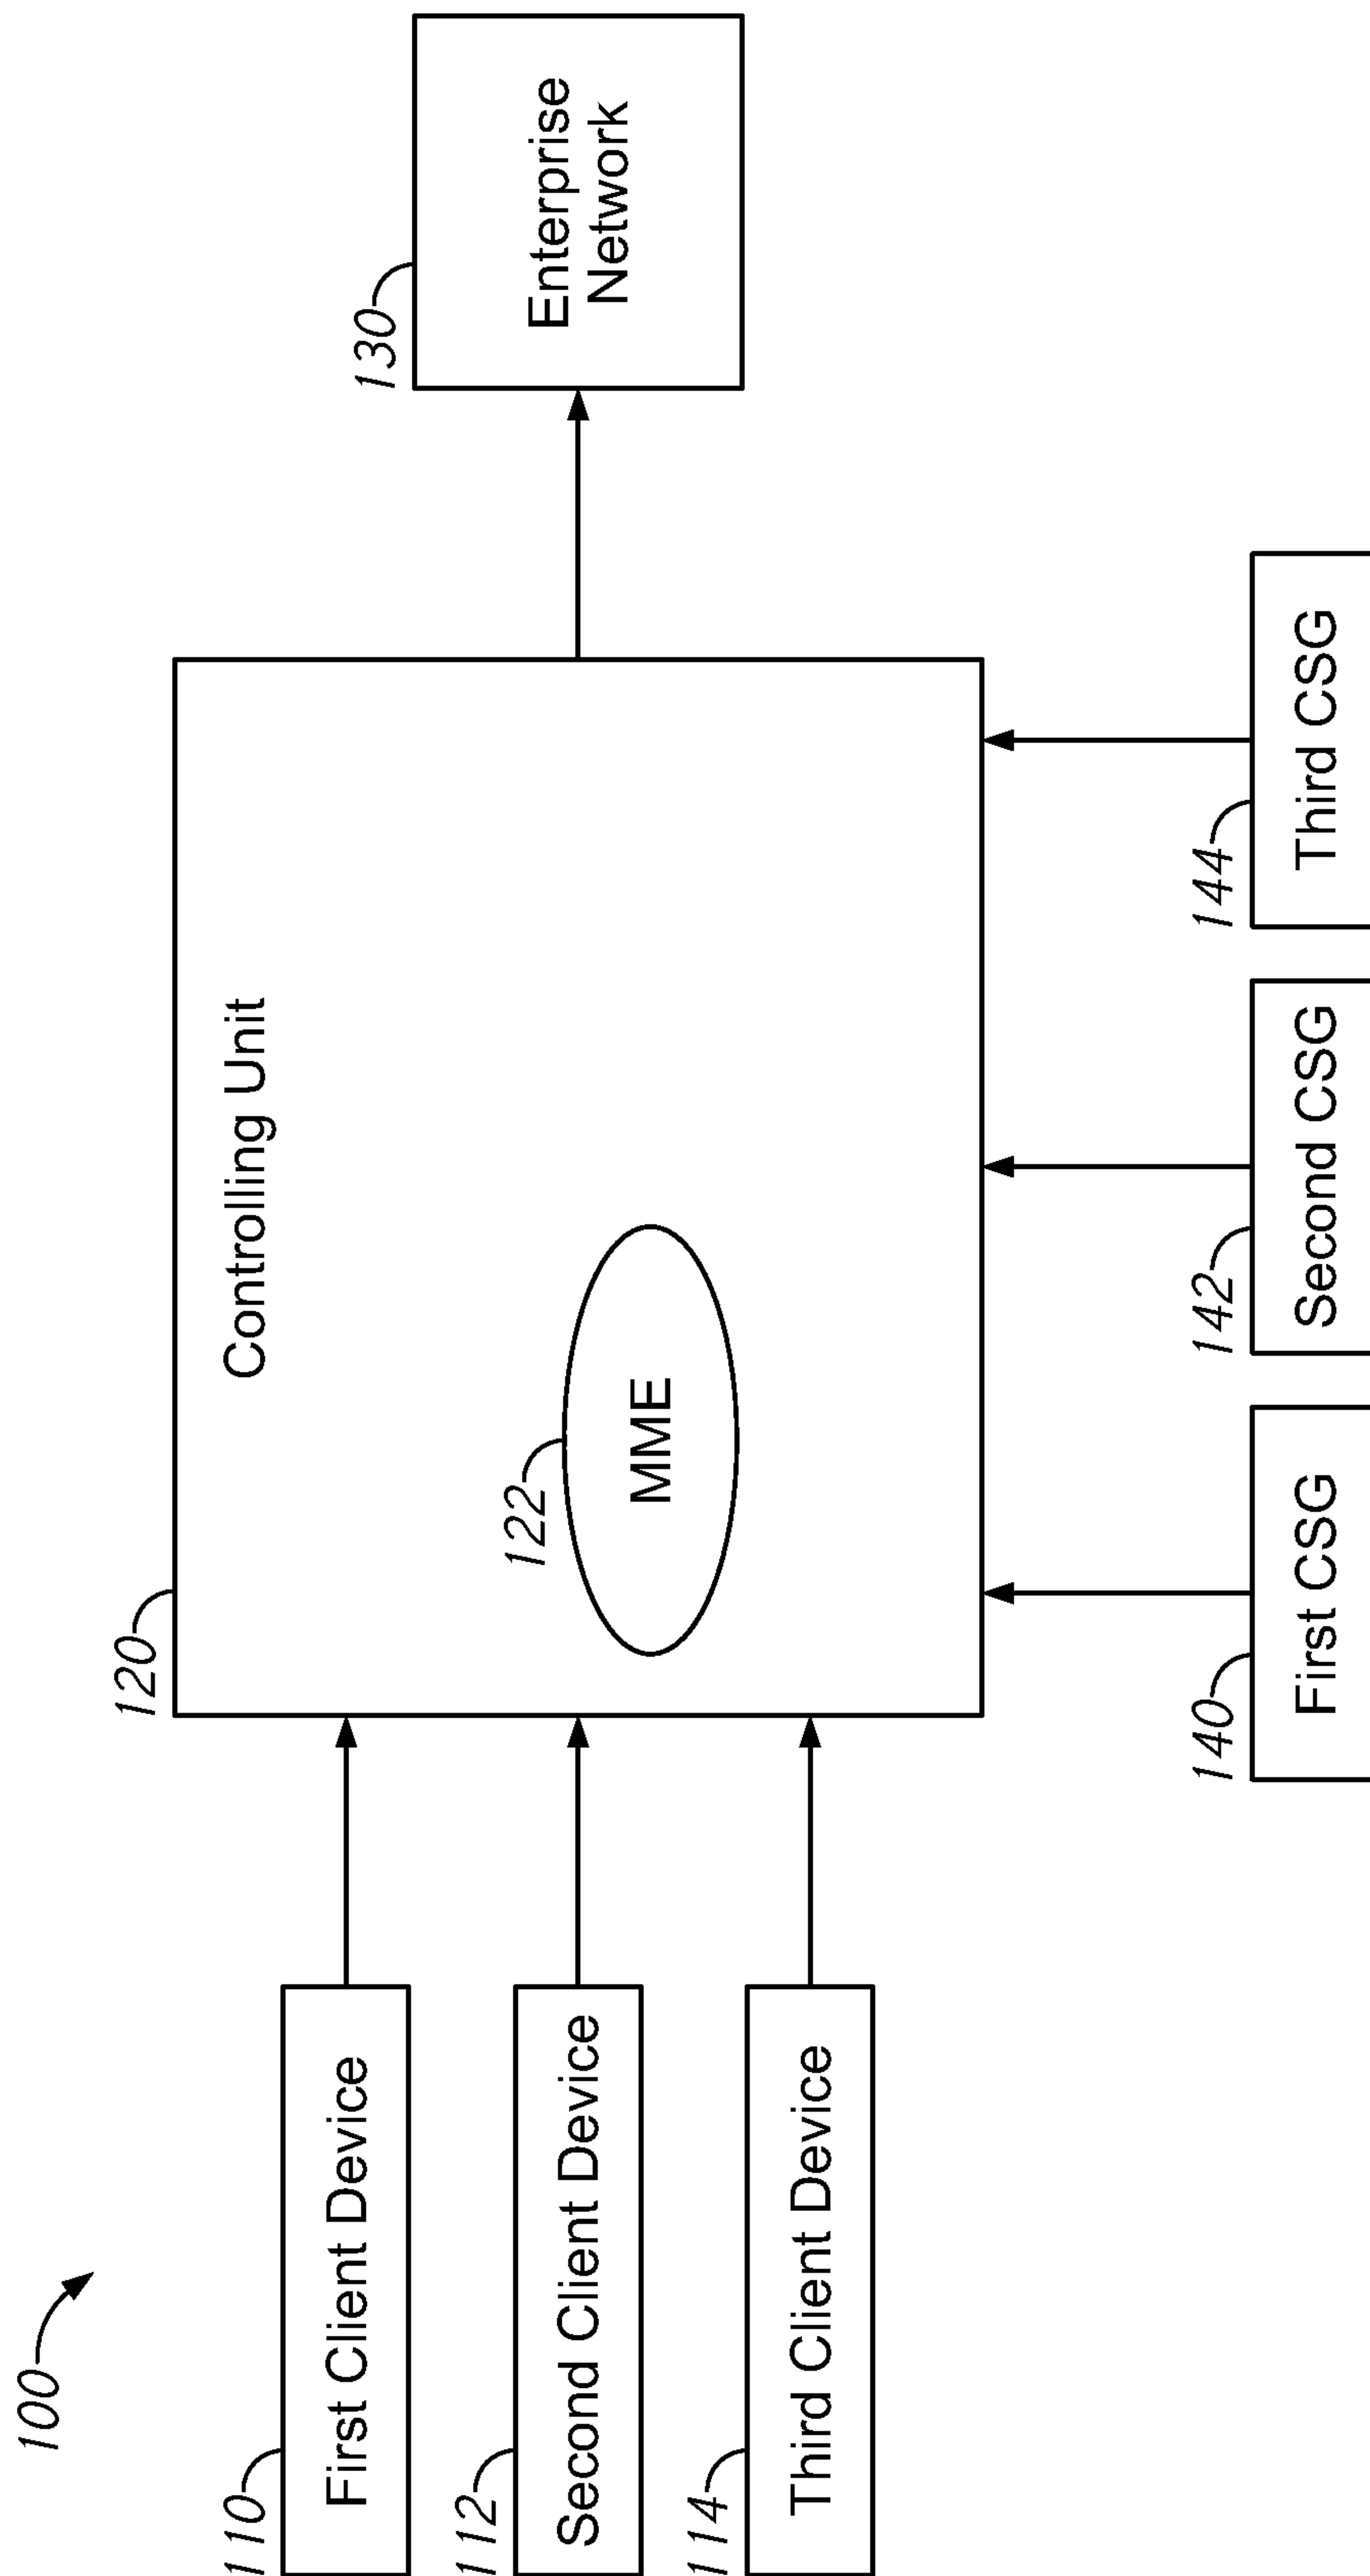 100
110
First Client Device
112
Second Client Device
114
Third Client Device
120
Controlling Unit
122
MME
130
Enterprise
Network
140
First CSG
142
Second CSG
144
Third CSG